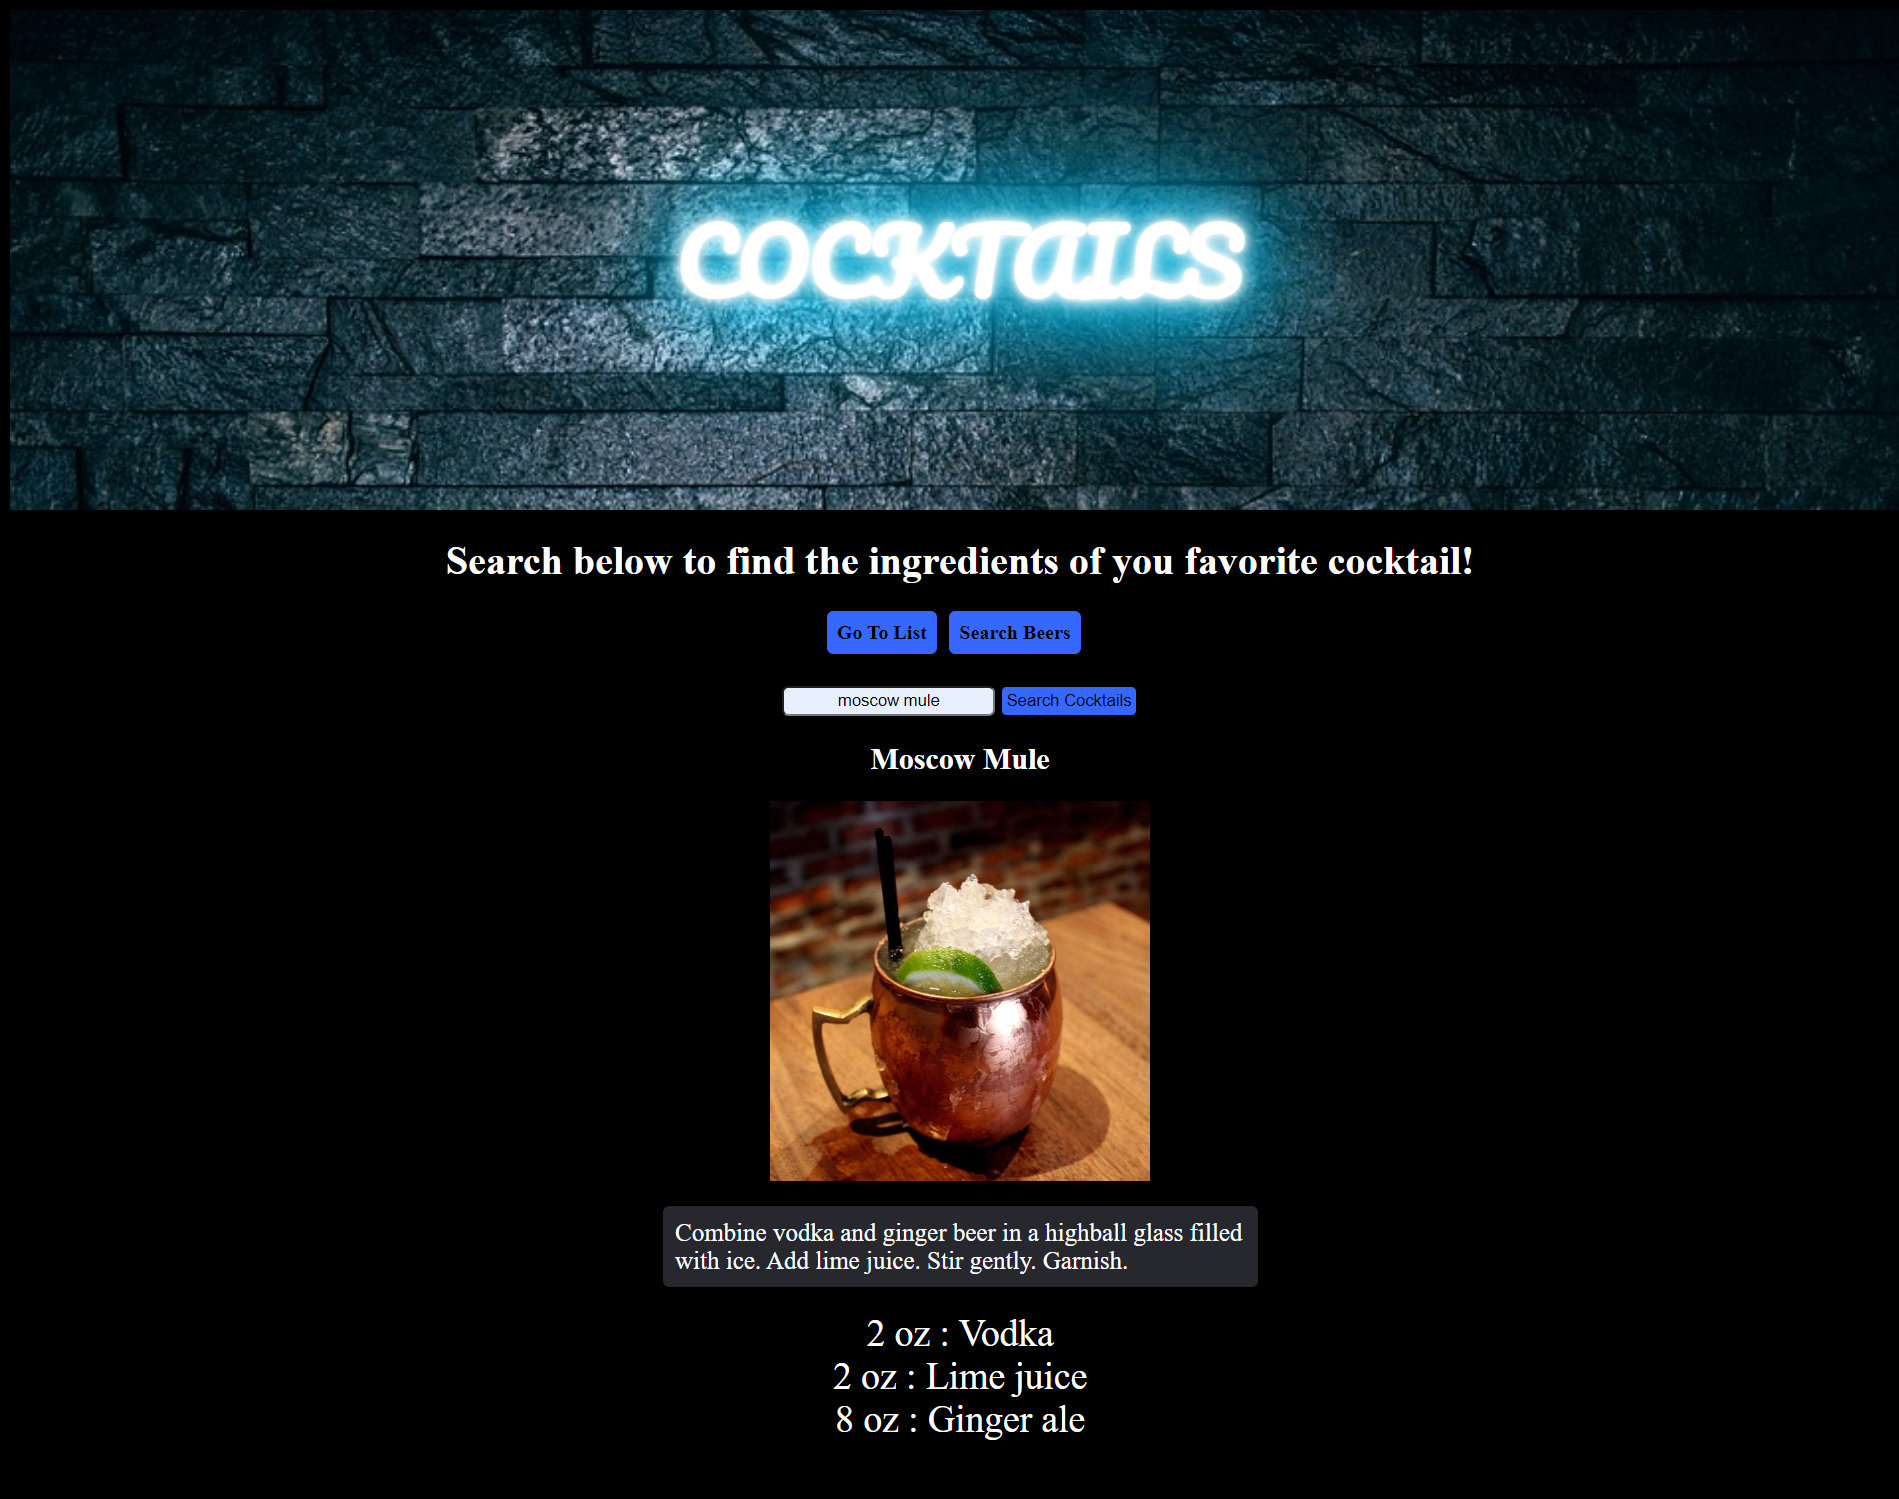 COCKTAILS
Search below to find the ingredients of you favorite cocktail!
Go To List Search Beers
moscow mule Search Cocktails
Moscow Mule
Combine vodka and ginger beer in a highball glass filled
with ice. Add lime juice. Stir gently. Garnish.
2 oz : Vodka
2 oz : Lime juice
8 oz : Ginger ale